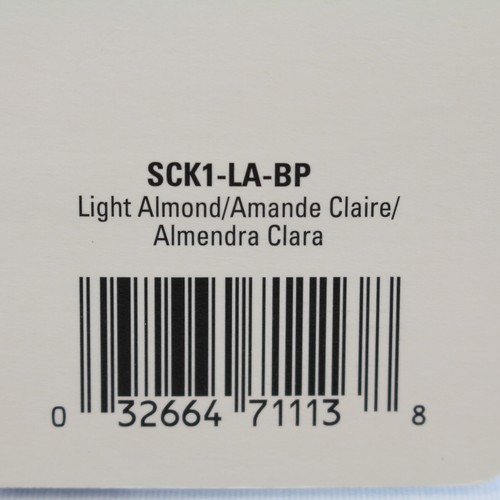 SCK1-LA-BP
Light Almond/Amande Claire/
Almendra Clara
0 32664 71113 8